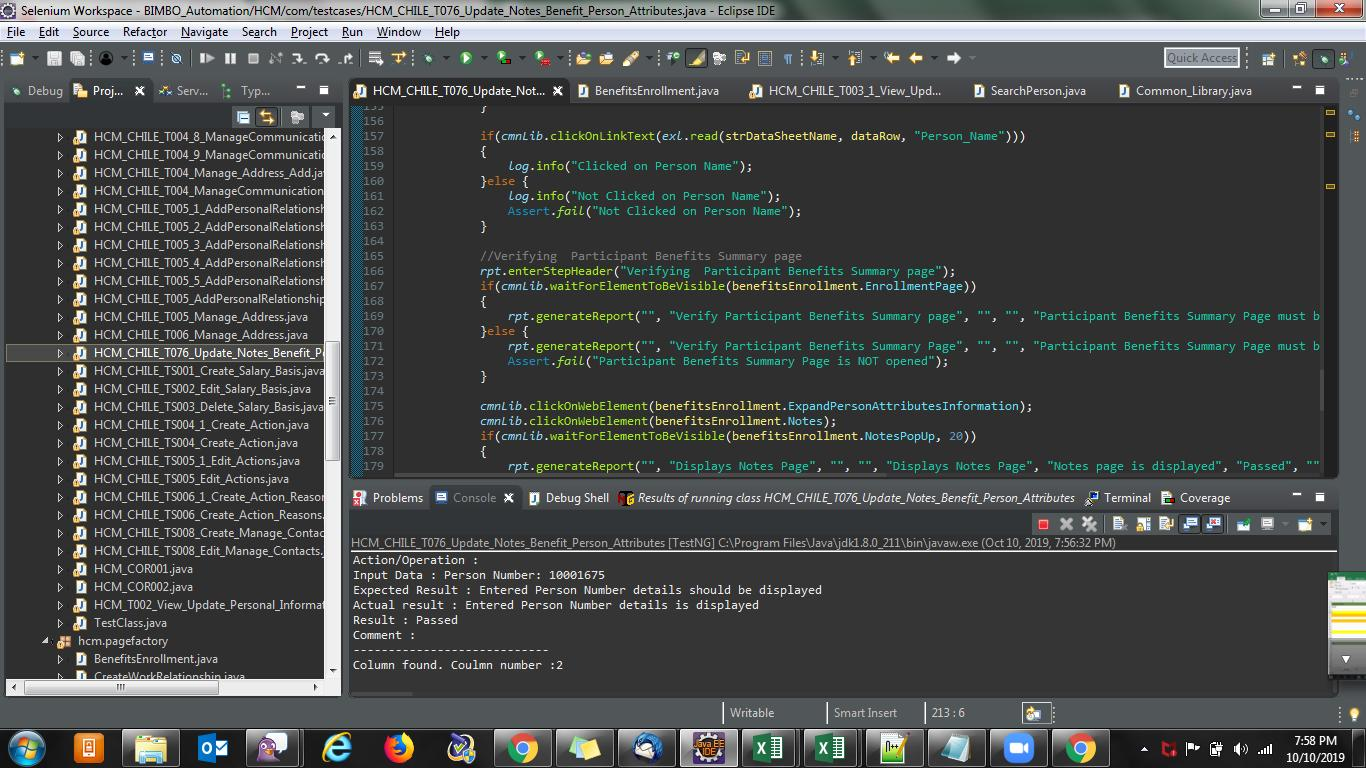 Selenium Workspace - BIMBO_Automation/HCM/com/testcases/HCM_CHILE_T076_Update_Notes_Benefit_Person_Attributes.java - Eclipse IDE
File Edit Source Refactor Navigate Search Project Run Window Help
Quick Access
Debug Proj... Serv... Typ...
HCM_CHILE_T076_Update_Not... BenefitsEnrollment.java HCM_CHILE_T003_1_View_Upd... SearchPerson.java Common_Library.java
HCM_CHILE_T004_8_ManageCommunicatio
HCM_CHILE_T004_9_ManageCommunicatio
HCM_CHILE_T004_Manage_Address_Add.jav
HCM_CHILE_T004_ManageCommunication
HCM_CHILE_T005_1_AddPersonalRelationsh
HCM_CHILE_T005_2_AddPersonalRelationsh
HCM_CHILE_T005_3_AddPersonalRelationsh
HCM_CHILE_T005_4_AddPersonalRelationsh
HCM_CHILE_T005_5_AddPersonalRelationsh
HCM_CHILE_T005_AddPersonalRelationship
HCM_CHILE_T005_Manage_Address.java
HCM_CHILE_T006_Manage_Address.java
HCM_CHILE_T076_Update_Notes_Benefit_Pe
HCM_CHILE_TS001_Create_Salary_Basis.java
HCM_CHILE_TS002_Edit_Salary_Basis.java
HCM_CHILE_TS003_Delete_Salary_Basis.java
HCM_CHILE_TS004_1_Create_Action.java
HCM_CHILE_TS004_Create_Action.java
HCM_CHILE_TS005_1_Edit_Actions.java
HCM_CHILE_TS005_Edit_Actions.java
HCM_CHILE_TS006_1_Create_Action_Reason
HCM_CHILE_TS006_Create_Action_Reasons.
HCM_CHILE_TS008_Create_Manage_Contac
HCM_CHILE_TS008_Edit_Manage_Contacts.
HCM_COR001.java
HCM_COR002.java
HCM_T002_View_Update_Personal_Informat
TestClass.java
hcm.pagefactory
BenefitsEnrollment.java
CreateWorkRelationship.java
155 }
156
157 if(cmnLib.clickOnLinkText(exl.read(strDataSheetName, dataRow, "Person_Name")))
158 {
159 log.info("Clicked on Person Name");
160 }else {
161 log.info("Not Clicked on Person Name");
162 Assert.fail("Not Clicked on Person Name");
163 }
164
165 //Verifying  Participant Benefits Summary page
166 rpt.enterStepHeader("Verifying  Participant Benefits Summary page");
167 if(cmnLib.waitForElementToBeVisible(benefitsEnrollment.EnrollmentPage))
168 {
169 rpt.generateReport("", "Verify Participant Benefits Summary page", "", "", "Participant Benefits Summary Page must b
170 }else {
171 rpt.generateReport("", "Verify Participant Benefits Summary Page", "", "", "Participant Benefits Summary Page must b
172 Assert.fail("Participant Benefits Summary Page is NOT opened");
173 }
174
175 cmnLib.clickOnWebElement(benefitsEnrollment.ExpandPersonAttributesInformation);
176 cmnLib.clickOnWebElement(benefitsEnrollment.Notes);
177 if(cmnLib.waitForElementToBeVisible(benefitsEnrollment.NotesPopUp, 20))
178 {
179 rpt.generateReport("", "Displays Notes Page", "", "", "Displays Notes Page", "Notes page is displayed", "Passed", ""
Problems Console Debug Shell Results of running class HCM_CHILE_T076_Update_Notes_Benefit_Person_Attributes Terminal Coverage
HCM_CHILE_T076_Update_Notes_Benefit_Person_Attributes [TestNG] C:\Program Files\Java\jdk1.8.0_211\bin\javaw.exe (Oct 10, 2019, 7:56:32 PM)
Action/Operation :
Input Data : Person Number: 10001675
Expected Result : Entered Person Number details should be displayed
Actual result : Entered Person Number details is displayed
Result : Passed
Comment :
----------------------------
Column found. Coulmn number :2
Writable Smart Insert 213 : 6
Java EE
IDE
7:58 PM
10/10/2019